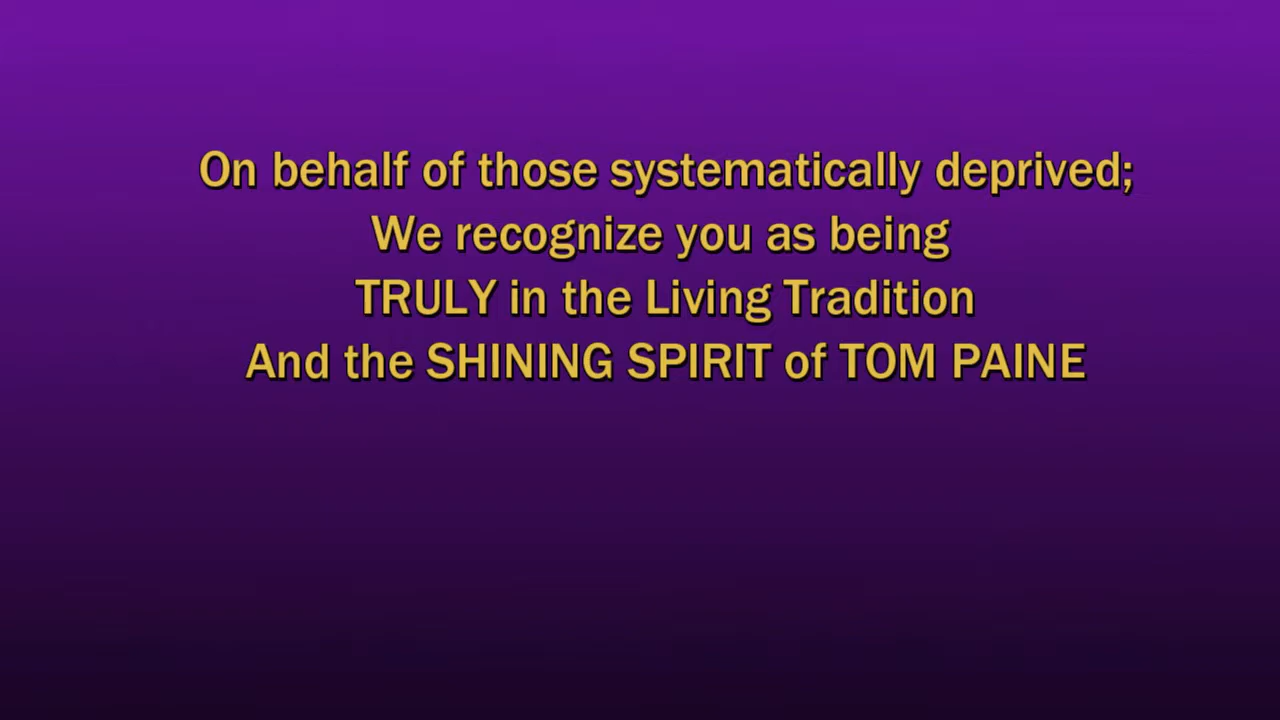 On behalf of those systematically deprived;
We recognize you as being
TRULY in the Living Tradition
And the SHINING SPIRIT of TOM PAINE